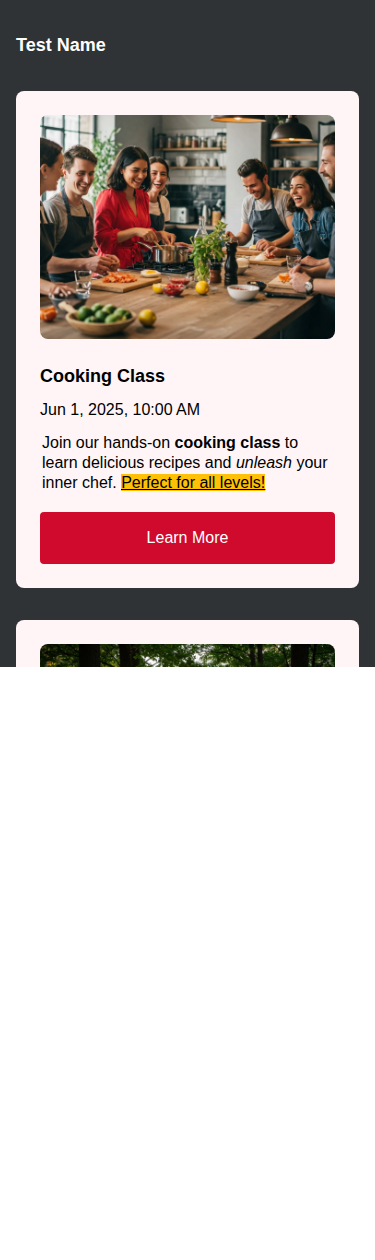 Test Name
Cooking Class
Jun 1, 2025, 10:00 AM
Join our hands-on cooking class to
learn delicious recipes and unleash your
inner chef. Perfect for all levels!
Learn More